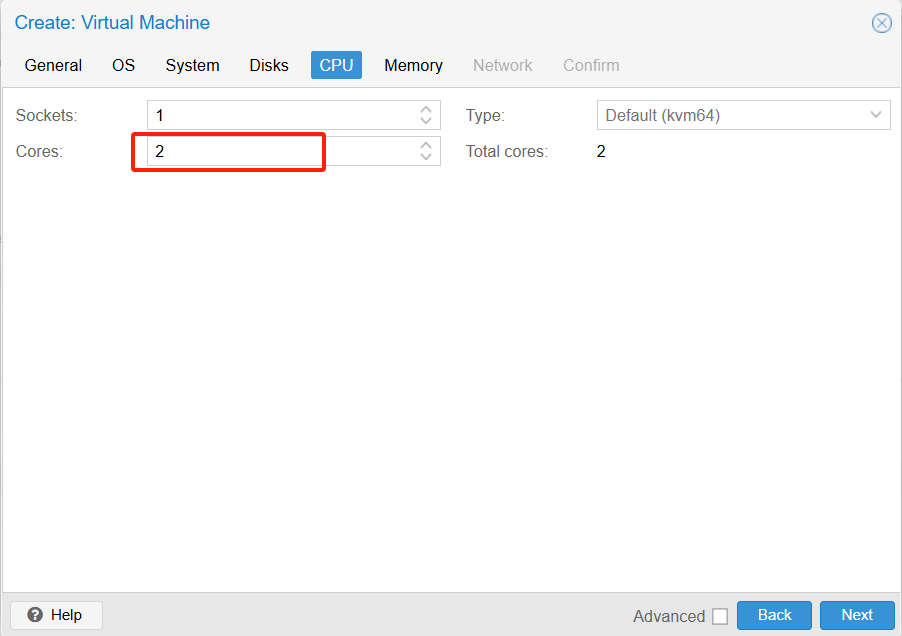 Create: Virtual Machine
General OS System Disks CPU Memory Network Confirm
Sockets: 1 Type: Default (kvm64)
Cores: 2 Total cores: 2
Help Advanced Back Next